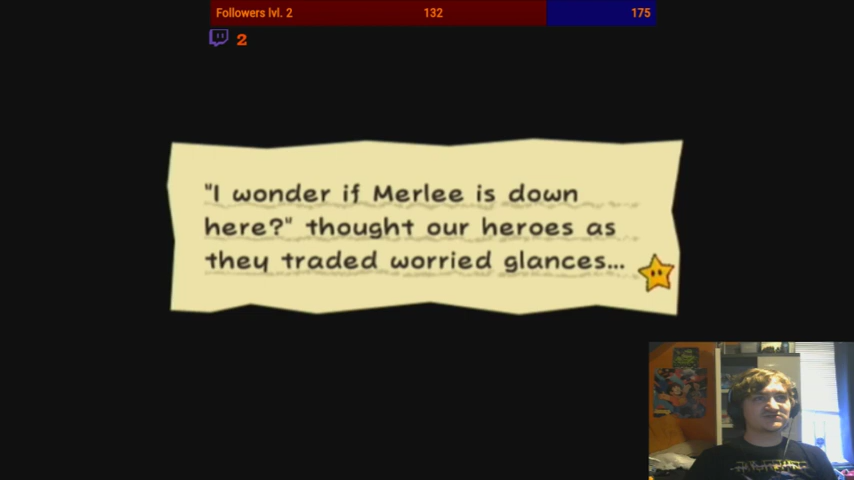 Followers lvl. 2 132 175
2
"I wonder if Merlee is down
here?" thought our heroes as
they traded worried glances...